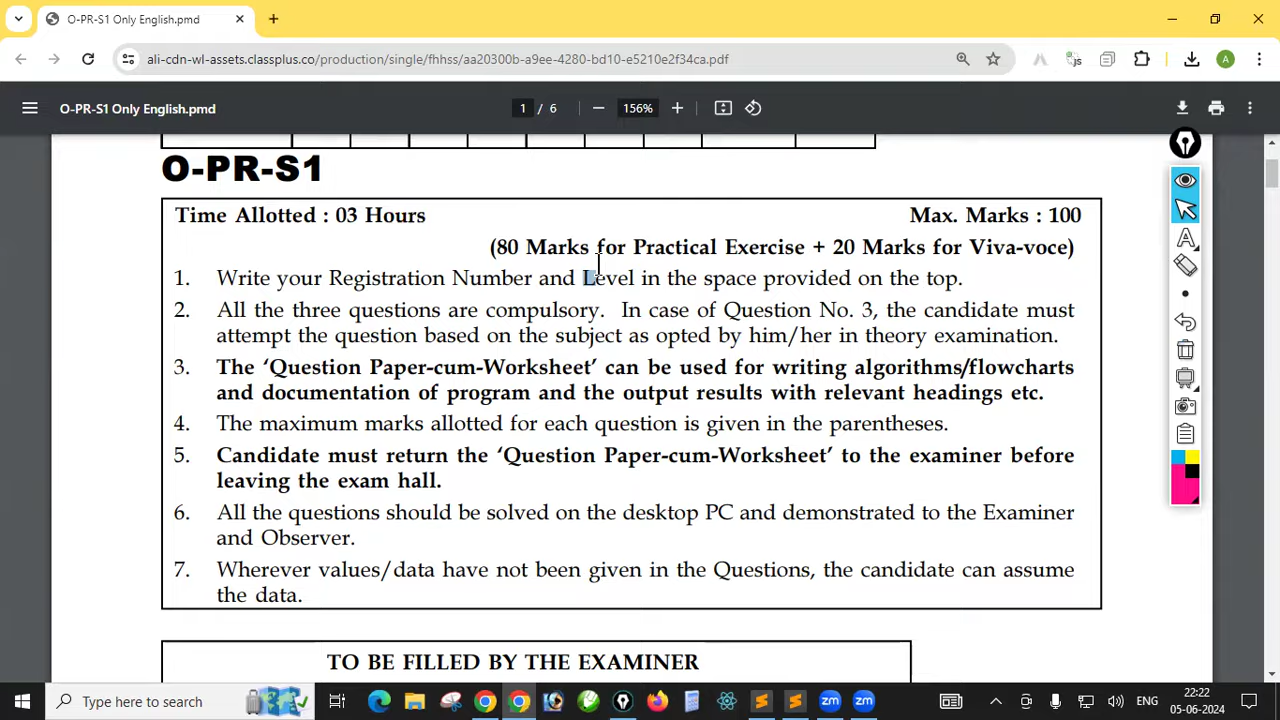 O-PR-S1 Only English.pmd
ali-cdn-wl-assets.classplus.co/production/single/fhhss/aa20300b-a9ee-4280-bd10-e5210e2f34ca.pdf
js
A
O-PR-S1 Only English.pmd
1 / 6
156%
O-PR-S1
Time Allotted : 03 Hours Max. Marks : 100
(80 Marks for Practical Exercise + 20 Marks for Viva-voce)
1. Write your Registration Number and Level in the space provided on the top.
2. All the three questions are compulsory. In case of Question No. 3, the candidate must
attempt the question based on the subject as opted by him/her in theory examination.
3. The ‘Question Paper-cum-Worksheet’ can be used for writing algorithms/flowcharts
and documentation of program and the output results with relevant headings etc.
4. The maximum marks allotted for each question is given in the parentheses.
5. Candidate must return the ‘Question Paper-cum-Worksheet’ to the examiner before
leaving the exam hall.
6. All the questions should be solved on the desktop PC and demonstrated to the Examiner
and Observer.
7. Wherever values/data have not been given in the Questions, the candidate can assume
the data.
TO BE FILLED BY THE EXAMINER
A
Type here to search
zm
zm
ENG
22:22
05-06-2024